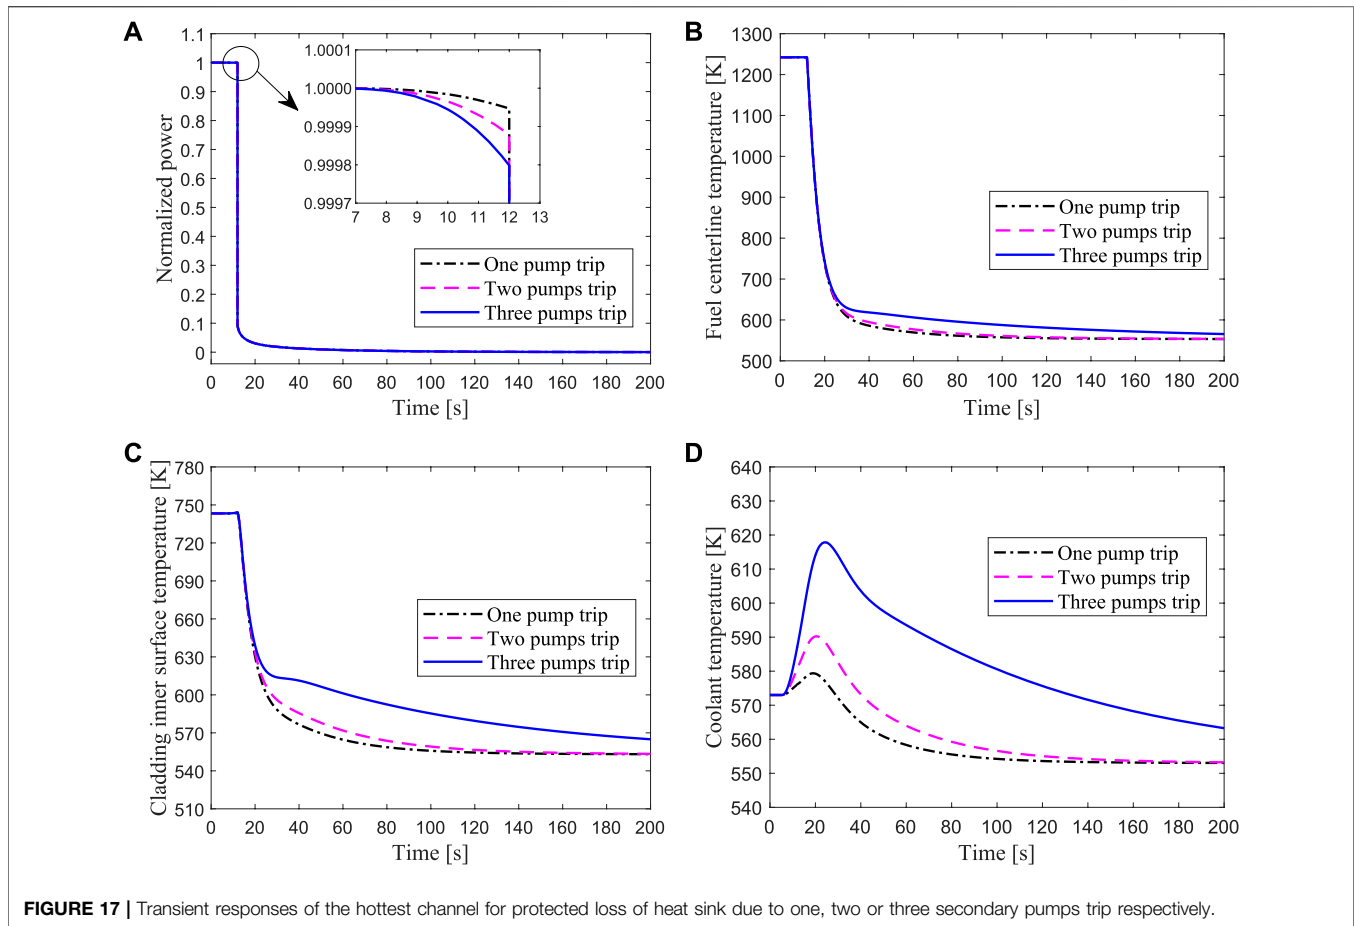 A
Normalized power
1.1
1
0.9
0.8
0.7
0.6
0.5
0.4
0.3
0.2
0.1
0
0 20 40 60 80 100 120 140 160 180 200
Time [s]
1.0001
1.0000
0.9999
0.9998
0.9997
7 8 9 10 11 12 13
One pump trip
Two pumps trip
Three pumps trip
B
Fuel centerline temperature [K]
1300
1200
1100
1000
900
800
700
600
500
0 20 40 60 80 100 120 140 160 180 200
Time [s]
One pump trip
Two pumps trip
Three pumps trip
C
Cladding inner surface temperature [K]
780
750
720
690
660
630
600
570
540
510
0 20 40 60 80 100 120 140 160 180 200
Time [s]
One pump trip
Two pumps trip
Three pumps trip
D
Coolant temperature [K]
640
630
620
610
600
590
580
570
560
550
540
0 20 40 60 80 100 120 140 160 180 200
Time [s]
One pump trip
Two pumps trip
Three pumps trip
FIGURE 17 | Transient responses of the hottest channel for protected loss of heat sink due to one, two or three secondary pumps trip respectively.